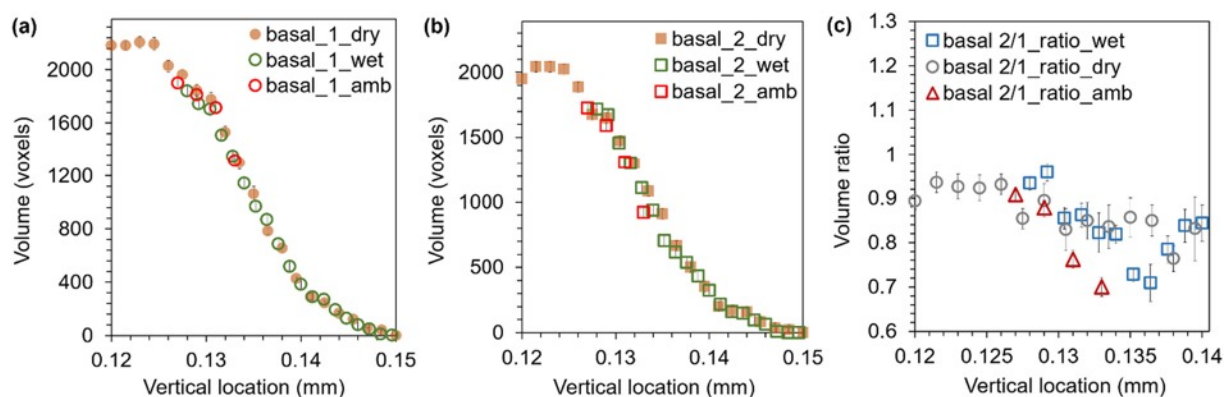 (a)
basal_1_dry
basal_1_wet
basal_1_amb
Volume (voxels)
2000
1600
1200
800
400
0
0.12
0.13
0.14
0.15
Vertical location (mm)
(b)
basal_2_dry
basal_2_wet
basal_2_amb
Volume (voxels)
2000
1500
1000
500
0
0.12
0.13
0.14
0.15
Vertical location (mm)
(c)
basal 2/1_ratio_wet
basal 2/1_ratio_dry
basal 2/1_ratio_amb
Volume ratio
1.3
1.2
1.1
1
0.9
0.8
0.7
0.6
0.120
0.125
0.130
0.135
0.14
Vertical location (mm)